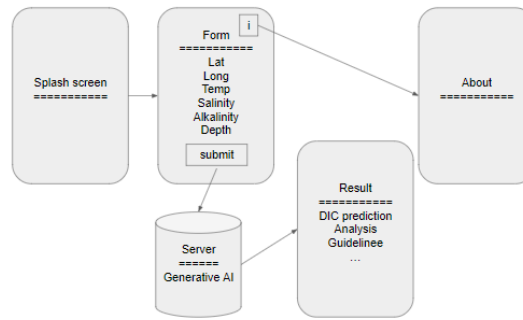 Splash screen
===========
i
Form
===========
Lat
Long
Temp
Salinity
Alkalinity
Depth
submit
About
===========
Server
======
Generative AI
Result
===========
DIC prediction
Analysis
Guidelinee
...